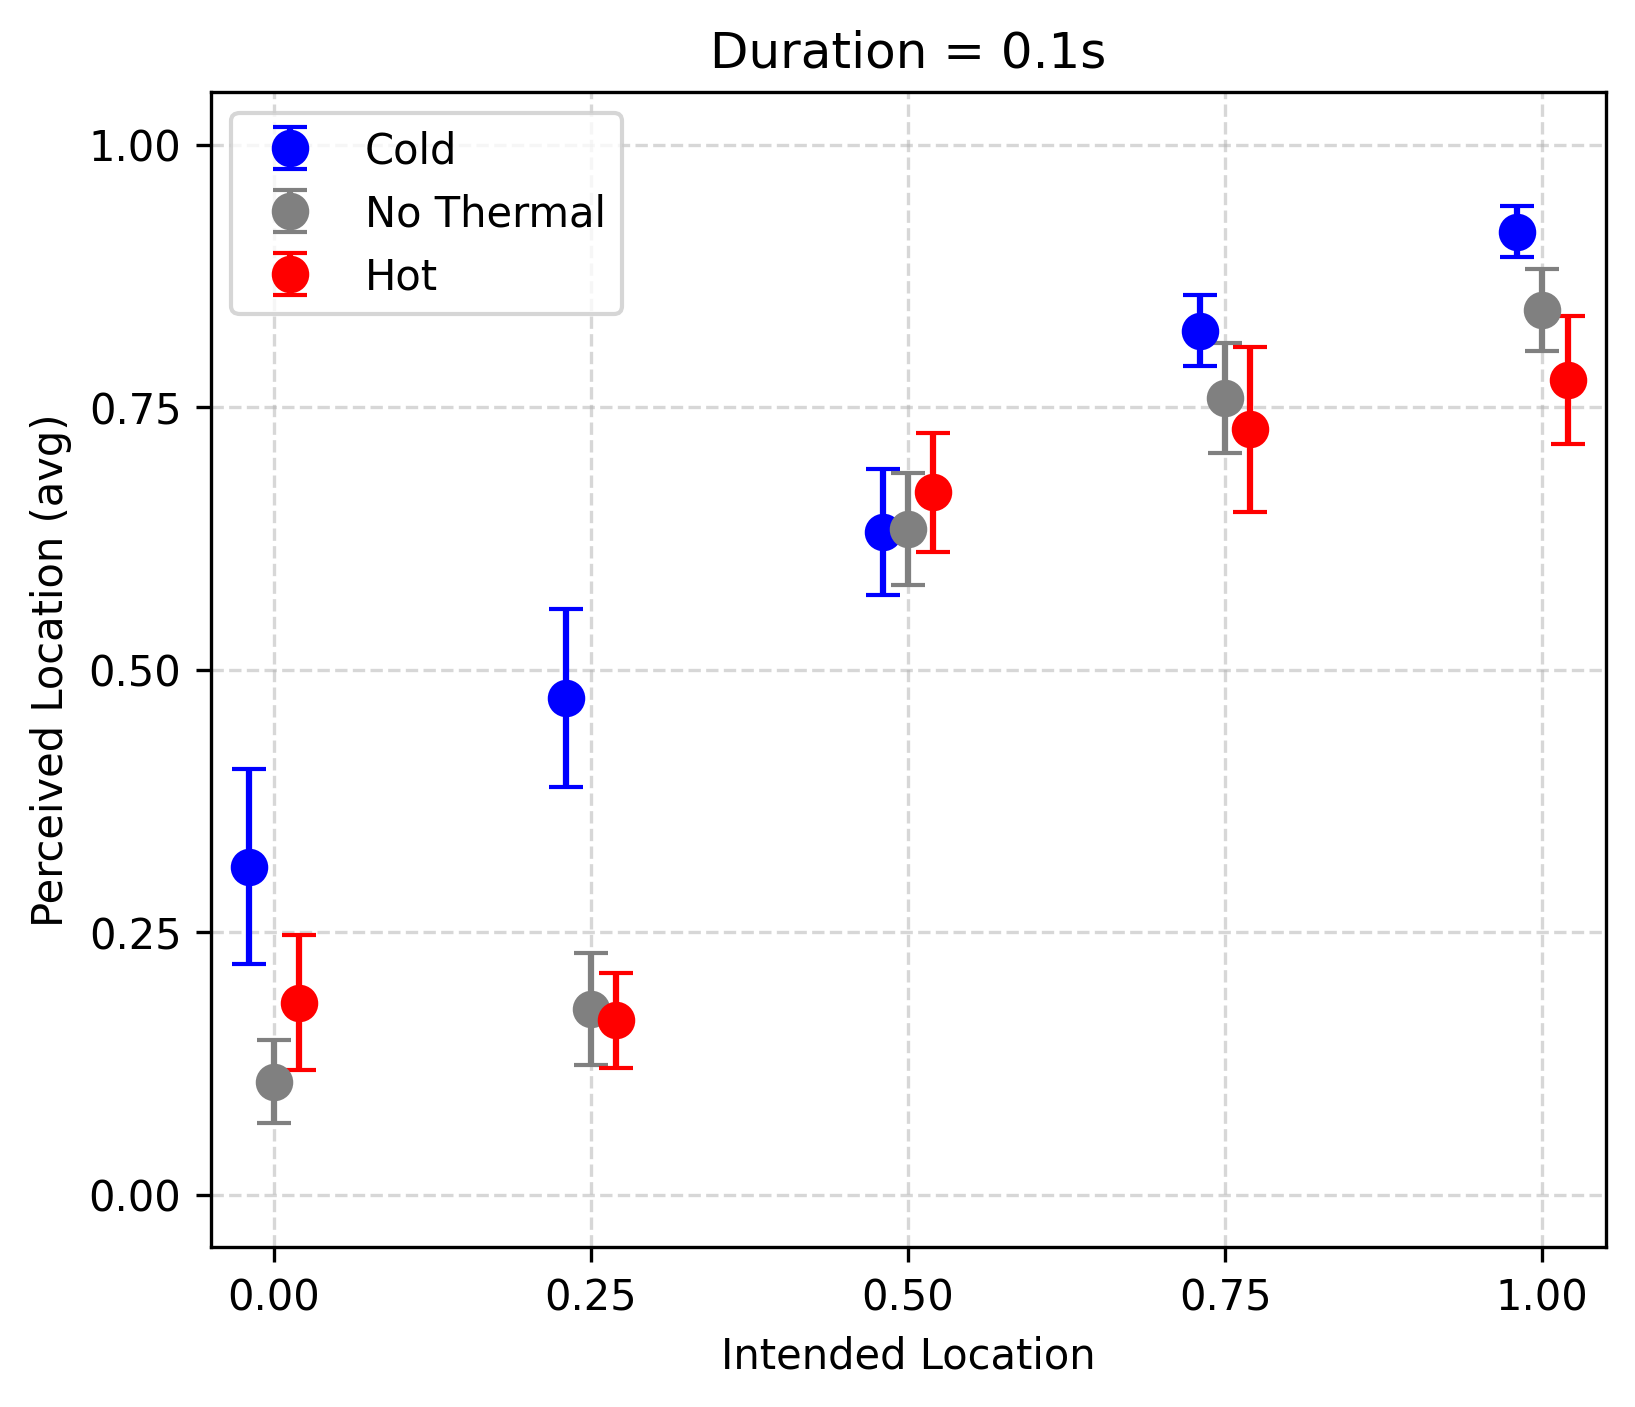 Duration = 0.1s
Cold
No Thermal
Hot
1.00
0.75
0.50
0.25
0.00
Perceived Location (avg)
0.00 0.25 0.50 0.75 1.00
Intended Location